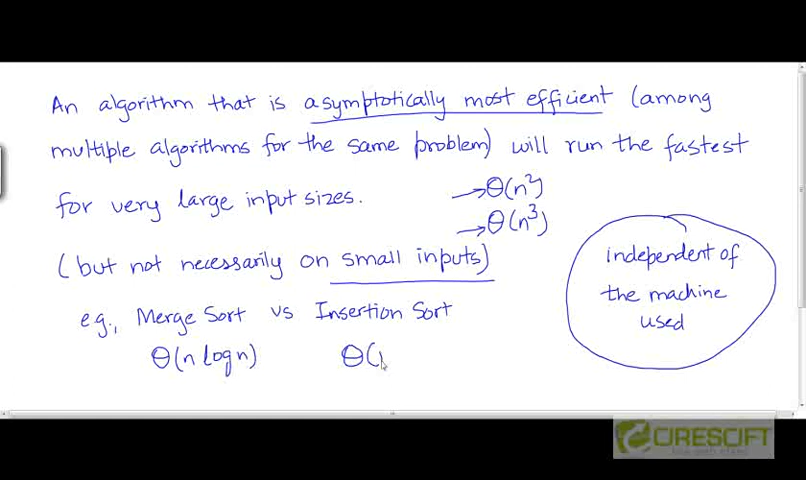 An algorithm that is asymptotically most efficient (among
multiple algorithms for the same problem) will run the fastest
for very large input sizes.
→Θ(n²)
→Θ(n³)
(but not necessarily on small inputs)
independent of
the machine
used
eg., Merge Sort vs Insertion Sort
Θ(n log n)
Θ(
CIRESCIFT